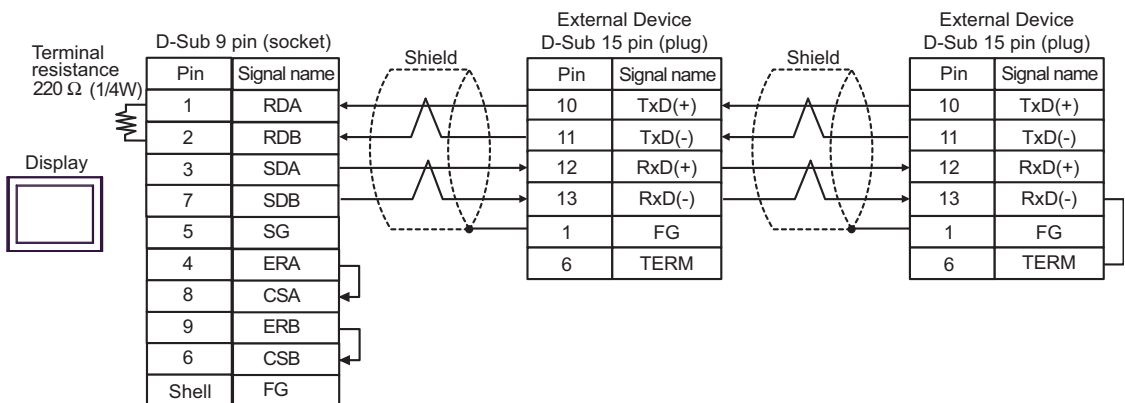 Terminal
resistance
220 Ω (1/4W)
Display
D-Sub 9 pin (socket)
Pin Signal name
1 RDA
2 RDB
3 SDA
7 SDB
5 SG
4 ERA
8 CSA
9 ERB
6 CSB
Shell FG
Shield
External Device
D-Sub 15 pin (plug)
Pin Signal name
10 TxD(+)
11 TxD(-)
12 RxD(+)
13 RxD(-)
1 FG
6 TERM
Shield
External Device
D-Sub 15 pin (plug)
Pin Signal name
10 TxD(+)
11 TxD(-)
12 RxD(+)
13 RxD(-)
1 FG
6 TERM